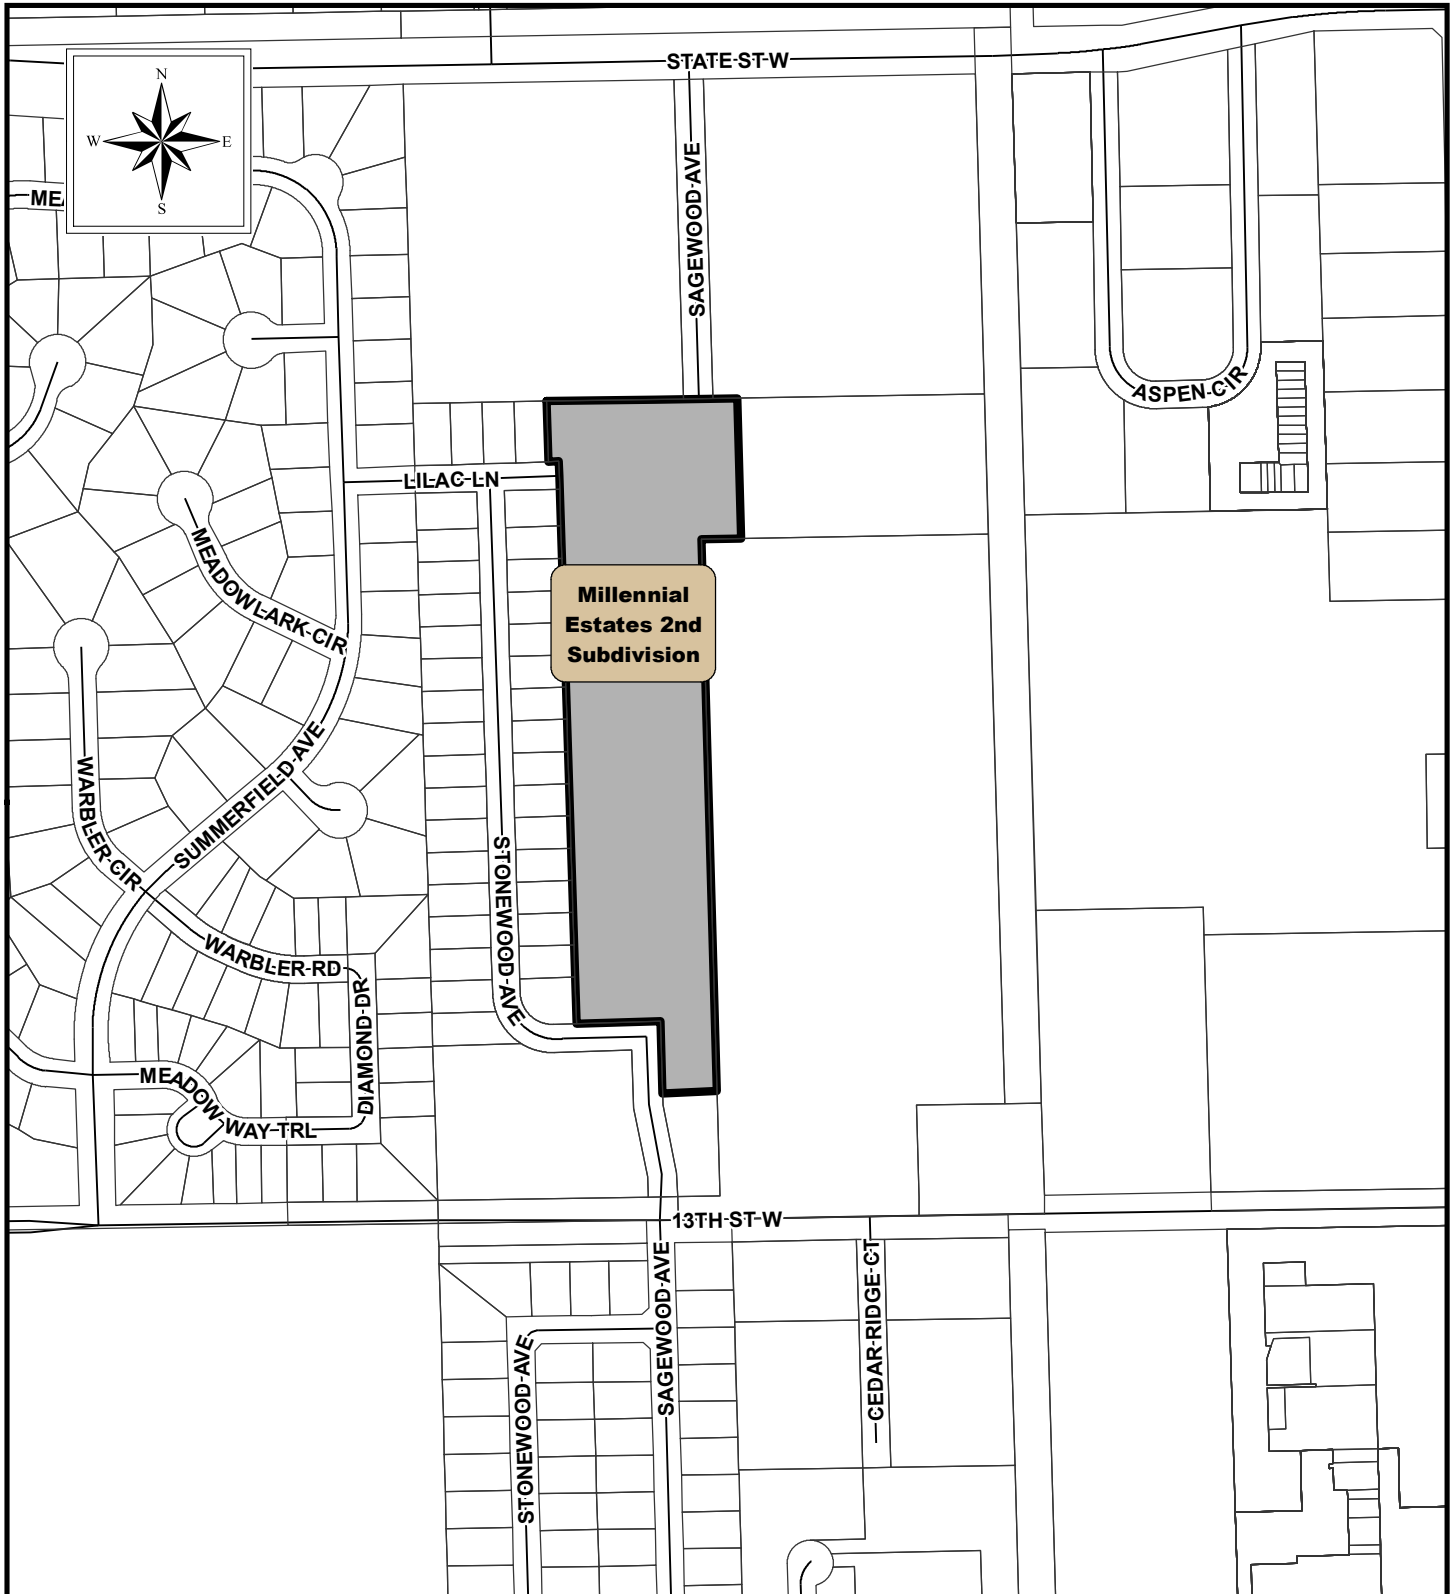 STATE ST W
N
W E
S
MEA
SAGEWOOD AVE
ASPEN CIR
LILAC LN
MEADOWLARK CIR
Millennial
Estates 2nd
Subdivision
SUMMERFIELD AVE
WARBLER CIR
STONEWOOD AVE
WARBLER RD
DIAMOND DR
MEADOW WAY TRL
13TH ST W
SAGEWOOD AVE
CEDAR RIDGE CT
STONEWOOD AVE